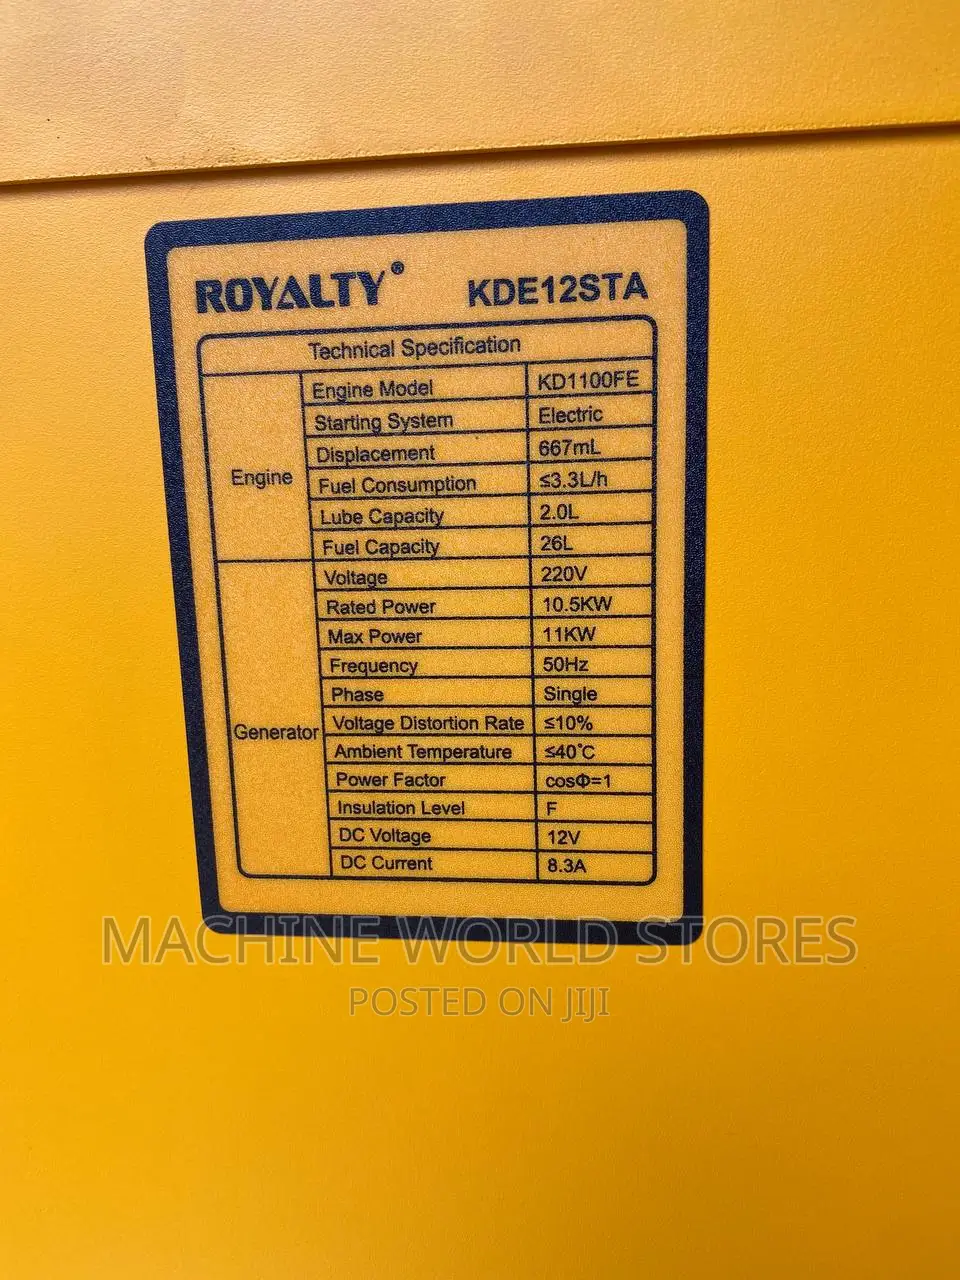 ROYALTY® KDE12STA
Technical Specification
Engine
Engine Model KD1100FE
Starting System Electric
Displacement 667mL
Fuel Consumption ≤3.3L/h
Lube Capacity 2.0L
Fuel Capacity 26L
Generator
Voltage 220V
Rated Power 10.5KW
Max Power 11KW
Frequency 50Hz
Phase Single
Voltage Distortion Rate ≤10%
Ambient Temperature ≤40°C
Power Factor cosΦ=1
Insulation Level F
DC Voltage 12V
DC Current 8.3A
MACHINE WORLD STORES
POSTED ON JIJI